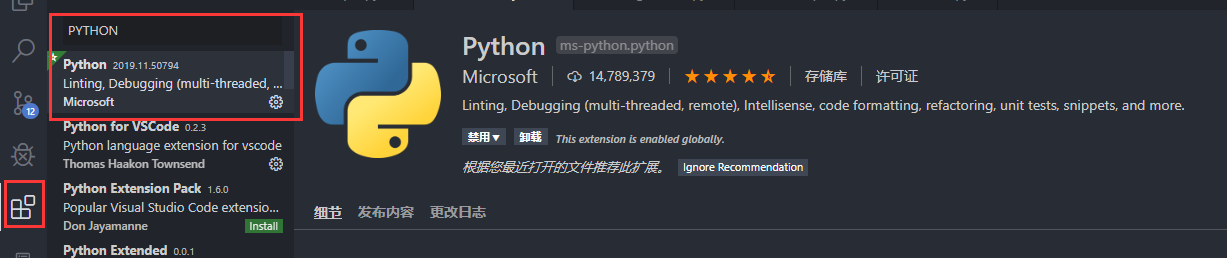 PYTHON
Python 2019.11.50794
Linting, Debugging (multi-threaded, ...
Microsoft
Python for VSCode 0.2.3
Python language extension for vscode
Thomas Haakon Townsend
Python Extension Pack 1.6.0
Popular Visual Studio Code extensio...
Don Jayamanne Install
Python Extended 0.0.1
12
Python ms-python.python
Microsoft 14,789,379 存储库 许可证
Linting, Debugging (multi-threaded, remote), Intellisense, code formatting, refactoring, unit tests, snippets, and more.
禁用▼ 卸载 This extension is enabled globally.
根据您最近打开的文件推荐此扩展。 Ignore Recommendation
细节 发布内容 更改日志